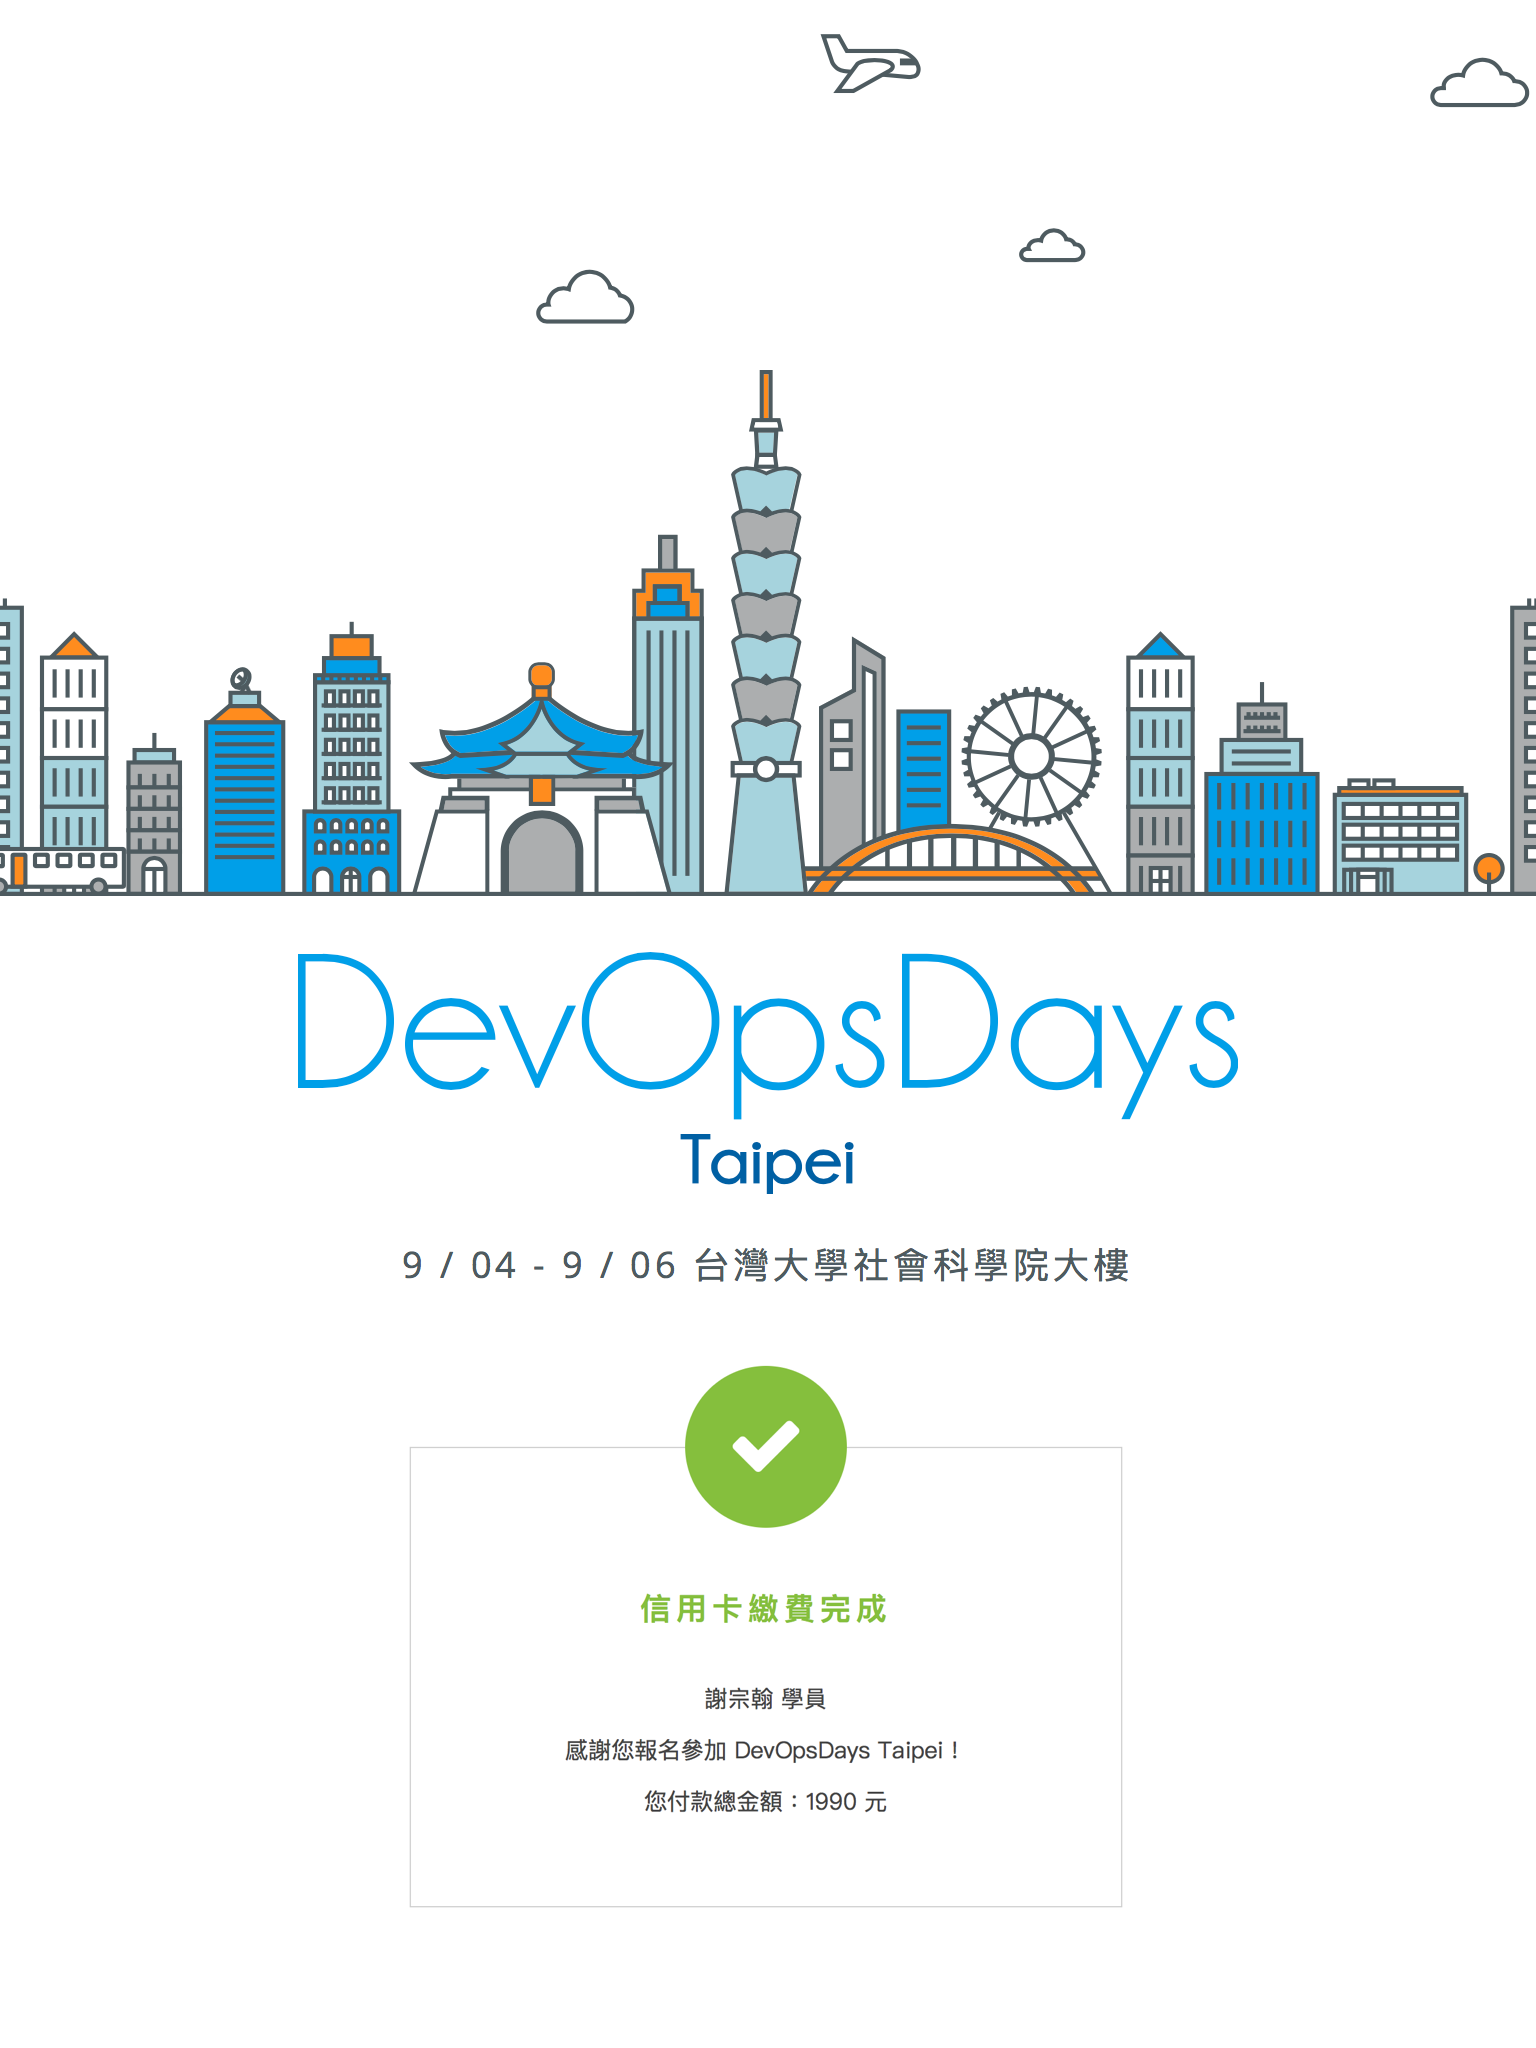 DevOpsDays
Taipei
9 / 04 - 9 / 06 台灣大學社會科學院大樓
信用卡繳費完成
謝宗翰 學員
感謝您報名參加 DevOpsDays Taipei！
您付款總金額：1990 元